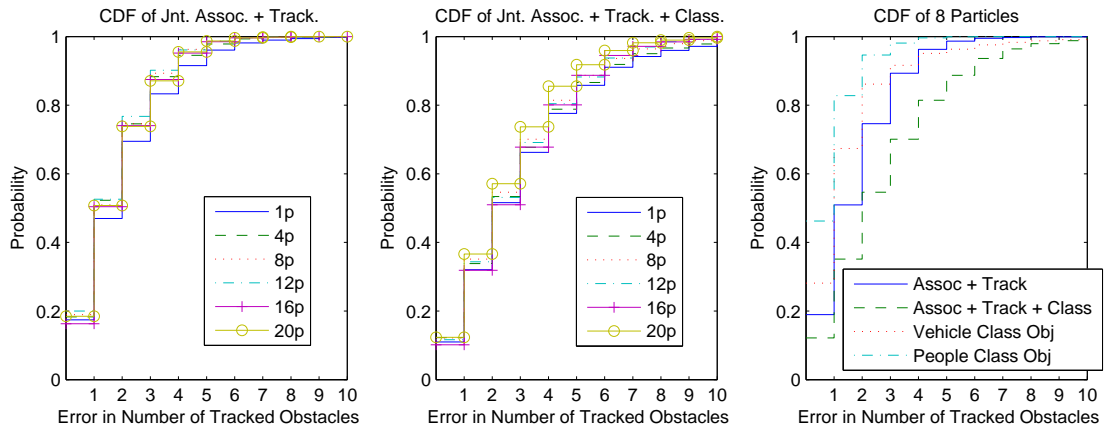 CDF of Jnt. Assoc. + Track.
Probability
1
0.8
0.6
0.4
0.2
0
1 2 3 4 5 6 7 8 9 10
Error in Number of Tracked Obstacles
1p
4p
8p
12p
16p
20p
CDF of Jnt. Assoc. + Track. + Class.
Probability
1
0.8
0.6
0.4
0.2
0
1 2 3 4 5 6 7 8 9 10
Error in Number of Tracked Obstacles
1p
4p
8p
12p
16p
20p
CDF of 8 Particles
Probability
1
0.8
0.6
0.4
0.2
0
1 2 3 4 5 6 7 8 9 10
Error in Number of Tracked Obstacles
Assoc + Track
Assoc + Track + Class
Vehicle Class Obj
People Class Obj